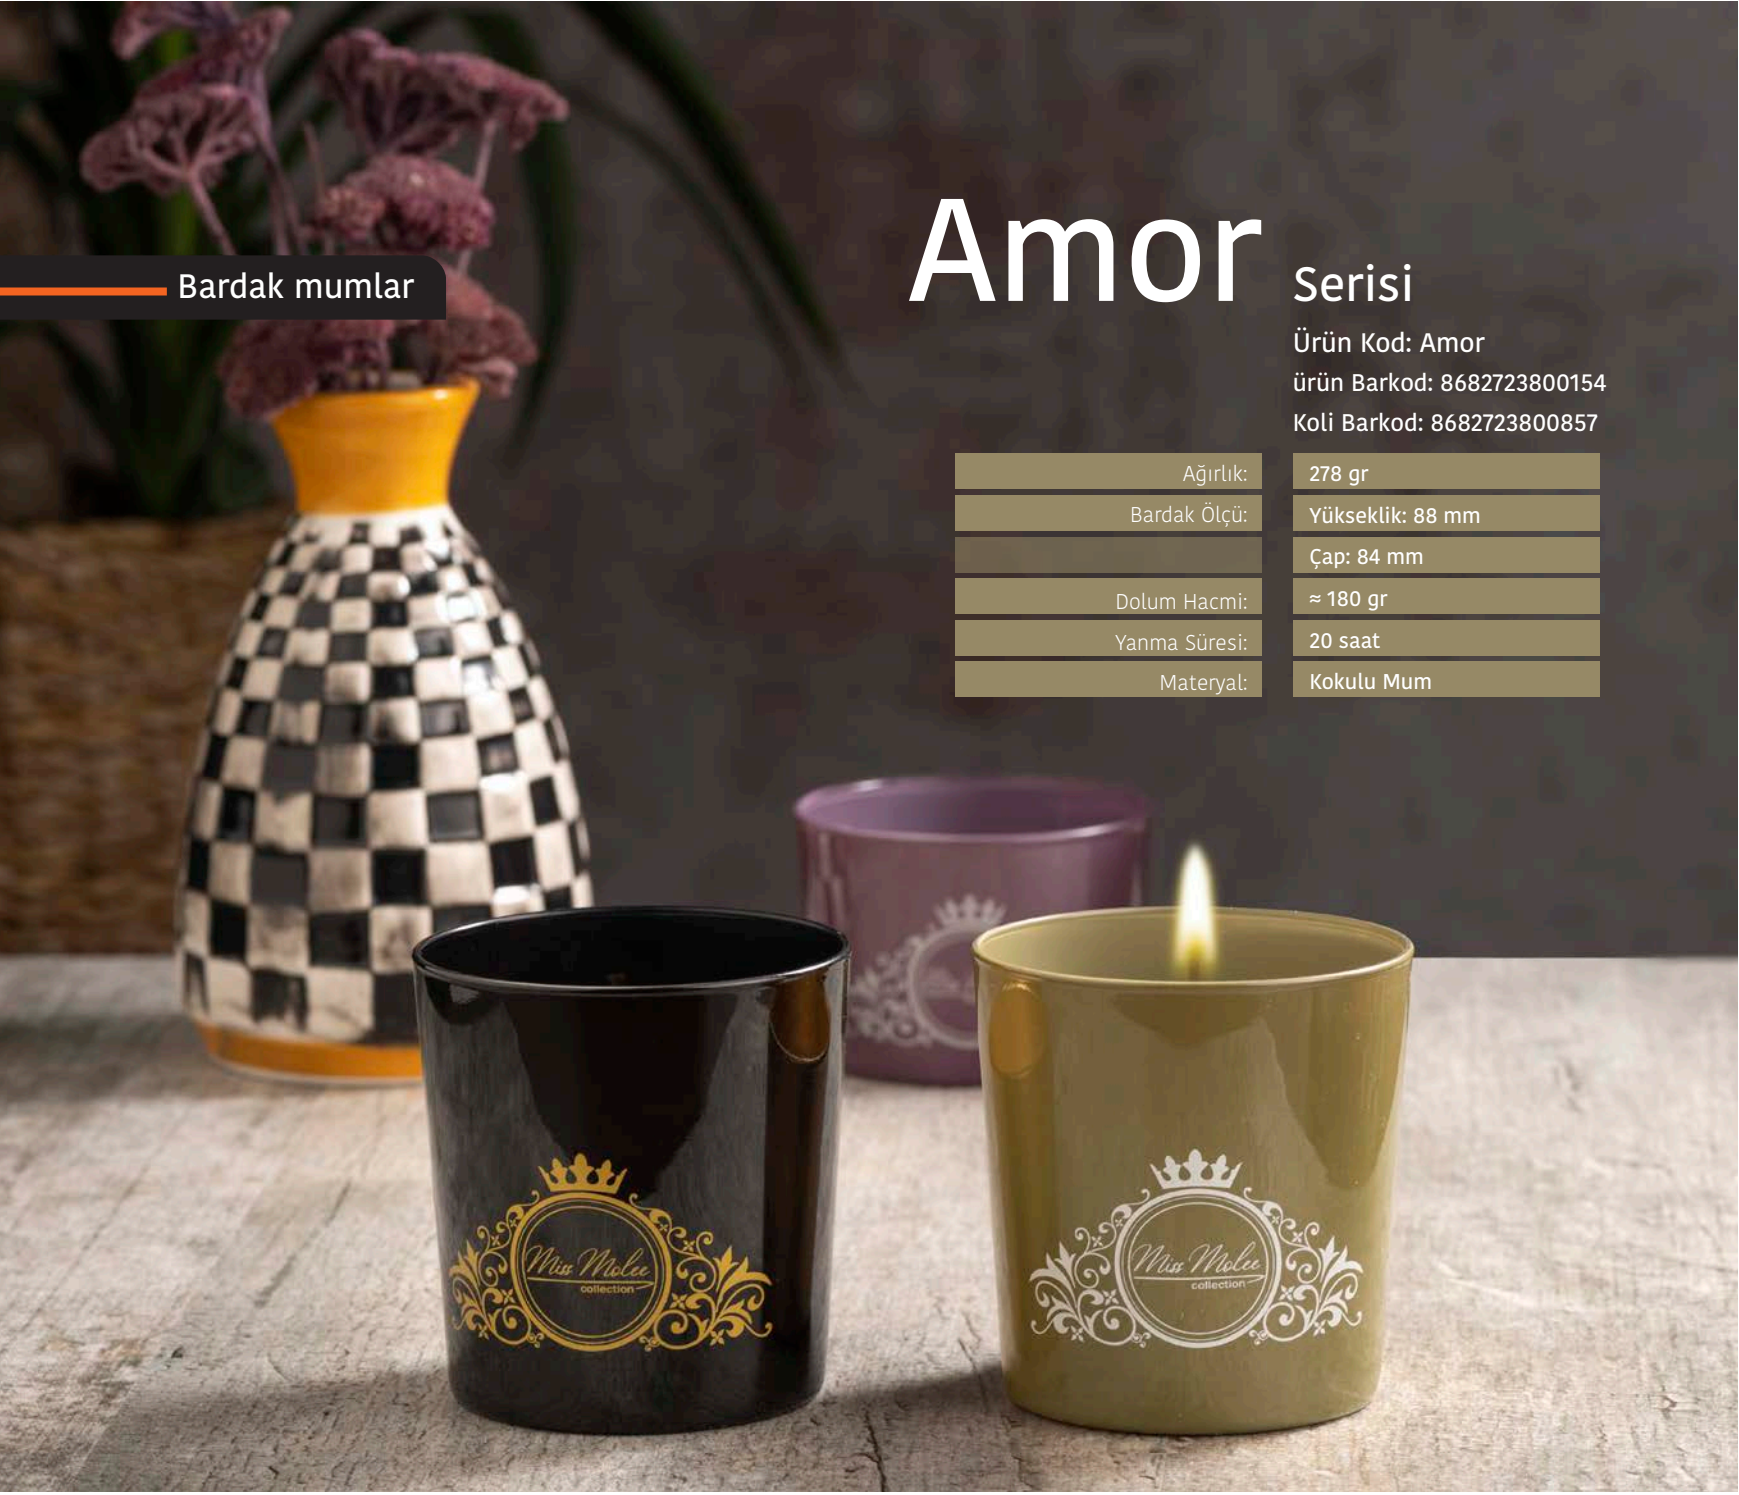 Bardak mumlar
Amor Serisi
Ürün Kod: Amor
ürün Barkod: 8682723800154
Koli Barkod: 8682723800857
Ağırlık: 278 gr
Bardak Ölçü: Yükseklik: 88 mm
Çap: 84 mm
Dolum Hacmi: ≈ 180 gr
Yanma Süresi: 20 saat
Materyal: Kokulu Mum
Miss Molee
collection
Miss Molee
collection